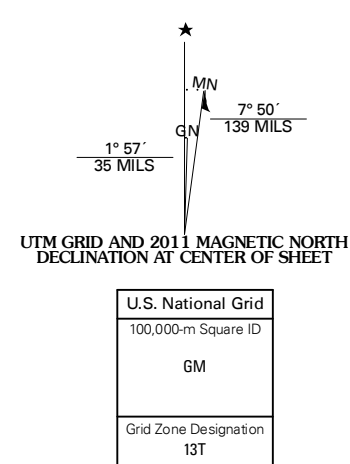 ★
MN
GN
7° 50´
139 MILS
1° 57´
35 MILS
UTM GRID AND 2011 MAGNETIC NORTH
DECLINATION AT CENTER OF SHEET
U.S. National Grid
100,000-m Square ID
GM
Grid Zone Designation
13T